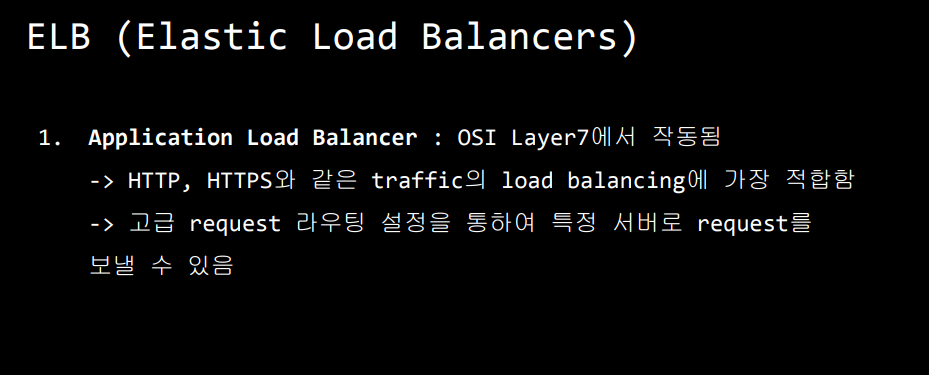 ELB (Elastic Load Balancers)
1. Application Load Balancer : OSI Layer7에서 작동됨
-> HTTP, HTTPS와 같은 traffic의 load balancing에 가장 적합함
-> 고급 request 라우팅 설정을 통하여 특정 서버로 request를
보낼 수 있음